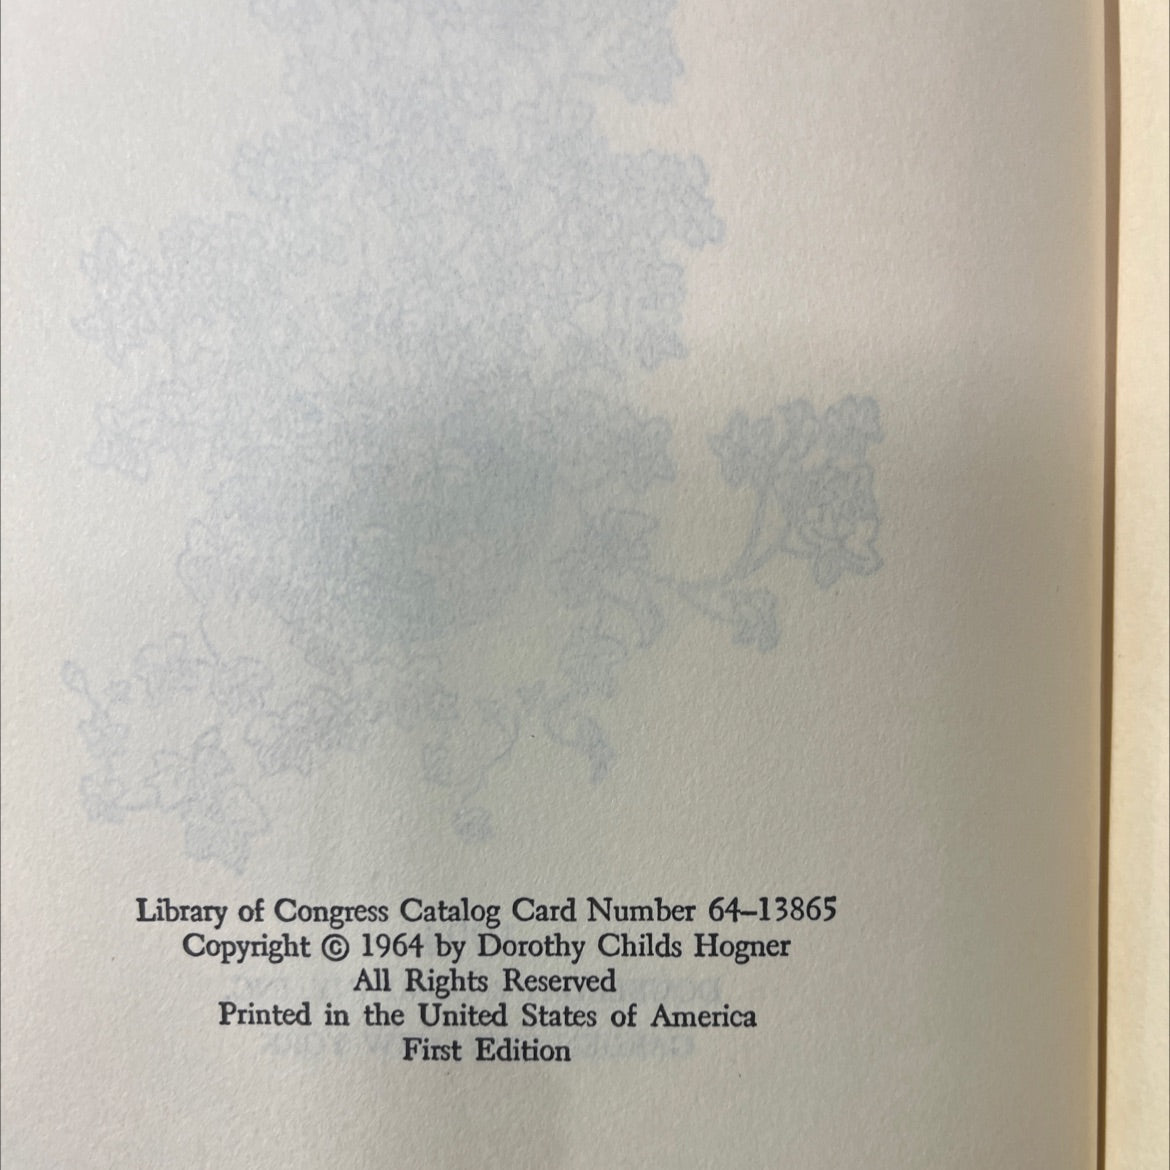 Library of Congress Catalog Card Number 64–13865
Copyright © 1964 by Dorothy Childs Hogner
All Rights Reserved
Printed in the United States of America
First Edition